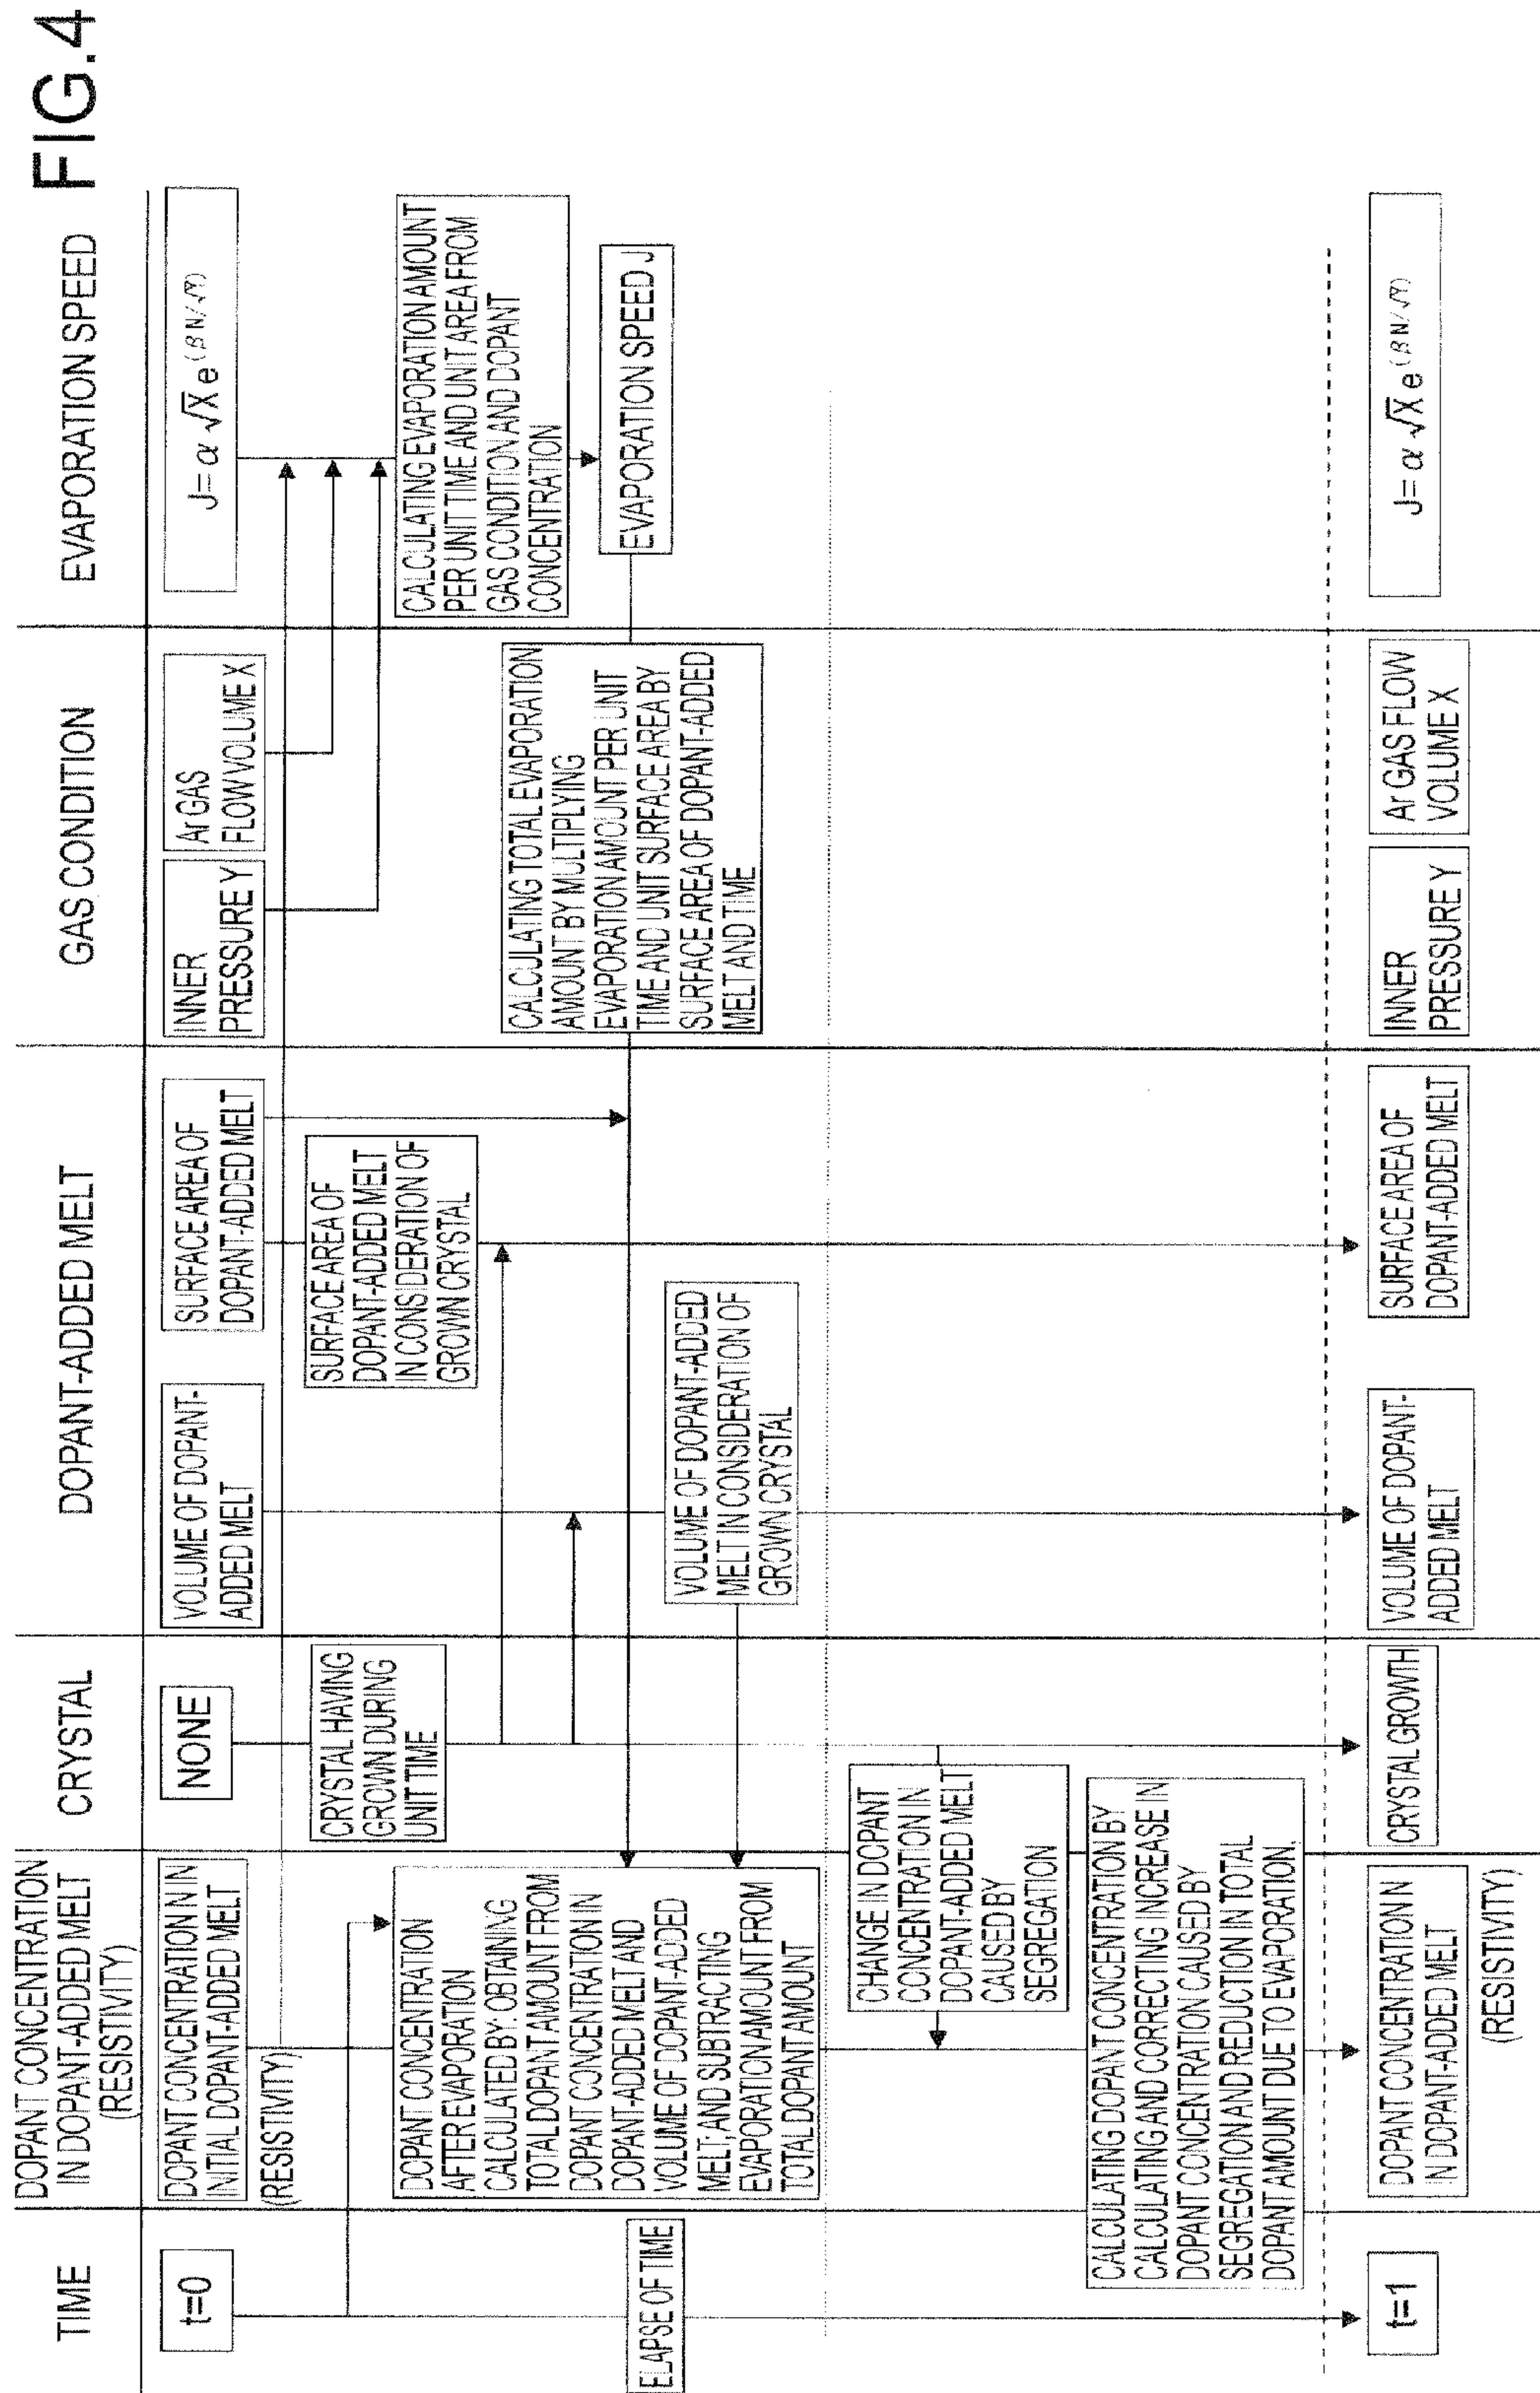 FIG.4
TIME
DOPANT CONCENTRATION
IN DOPANT-ADDED MELT
(RESISTIVITY)
CRYSTAL
DOPANT-ADDED MELT
GAS CONDITION
EVAPORATION SPEED
t=0
DOPANT CONCENTRATION IN
INITIAL DOPANT-ADDED MELT
(RESISTIVITY)
NONE
VOLUME OF DOPANT-
ADDED MELT
SURFACE AREA OF
DOPANT-ADDED MELT
INNER
PRESSURE Y
Ar GAS
FLOW VOLUME X
J= α √X e^(βN/√Y)
CRYSTAL HAVING
GROWN DURING
UNIT TIME
SURFACE AREA OF
DOPANT-ADDED MELT
IN CONSIDERATION OF
GROWN CRYSTAL
DOPANT CONCENTRATION
AFTER EVAPORATION
CALCULATED BY: OBTAINING
TOTAL DOPANT AMOUNT FROM
DOPANT CONCENTRATION IN
DOPANT-ADDED MELT AND
VOLUME OF DOPANT-ADDED
MELT; AND SUBTRACTING
EVAPORATION AMOUNT FROM
TOTAL DOPANT AMOUNT
CALCULATING EVAPORATION AMOUNT
PER UNIT TIME AND UNIT AREA FROM
GAS CONDITION AND DOPANT
CONCENTRATION
CALCULATING TOTAL EVAPORATION
AMOUNT BY MULTIPLYING
EVAPORATION AMOUNT PER UNIT
TIME AND UNIT SURFACE AREA BY
SURFACE AREA OF DOPANT-ADDED
MELT AND TIME
EVAPORATION SPEED J
ELAPSE OF TIME
VOLUME OF DOPANT-ADDED
MELT IN CONSIDERATION OF
GROWN CRYSTAL
CHANGE IN DOPANT
CONCENTRATION IN
DOPANT-ADDED MELT
CAUSED BY
SEGREGATION
CALCULATING DOPANT CONCENTRATION BY
CALCULATING AND CORRECTING INCREASE IN
DOPANT CONCENTRATION CAUSED BY
SEGREGATION AND REDUCTION IN TOTAL
DOPANT AMOUNT DUE TO EVAPORATION.
t=1
DOPANT CONCENTRATION N
IN DOPANT-ADDED MELT
(RESISTIVITY)
CRYSTAL GROWTH
VOLUME OF DOPANT-
ADDED MELT
SURFACE AREA OF
DOPANT-ADDED MELT
INNER
PRESSURE Y
Ar GAS FLOW
VOLUME X
J= α √X e^(βN/√Y)